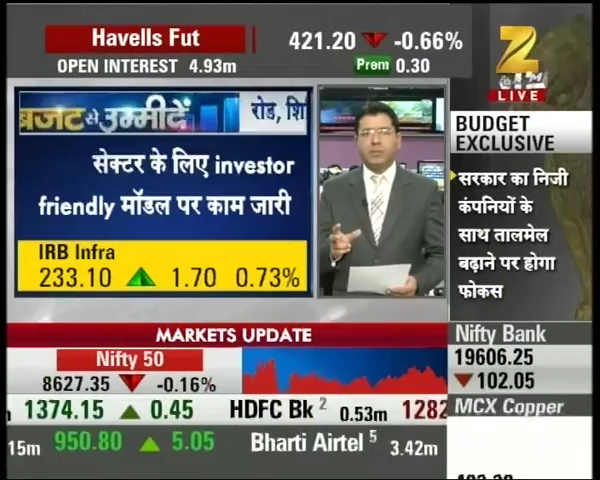 Havells Fut
421.20 -0.66%
OPEN INTEREST 4.93m
Prem 0.30
LIVE
बजट से उम्मीदें
रोड, शि
सेक्टर के लिए investor
friendly मॉडल पर काम जारी
IRB Infra
233.10 1.70 0.73%
BUDGET
EXCLUSIVE
सरकार का निजी
कंपनियों के
साथ तालमेल
बढ़ाने पर होगा
फोकस
MARKETS UPDATE
Nifty 50
8627.35 -0.16%
Nifty Bank
19606.25
102.05
MCX Copper
1374.15 0.45 HDFC Bk 2 0.53m 1282
15m 950.80 5.05 Bharti Airtel 5 3.42m